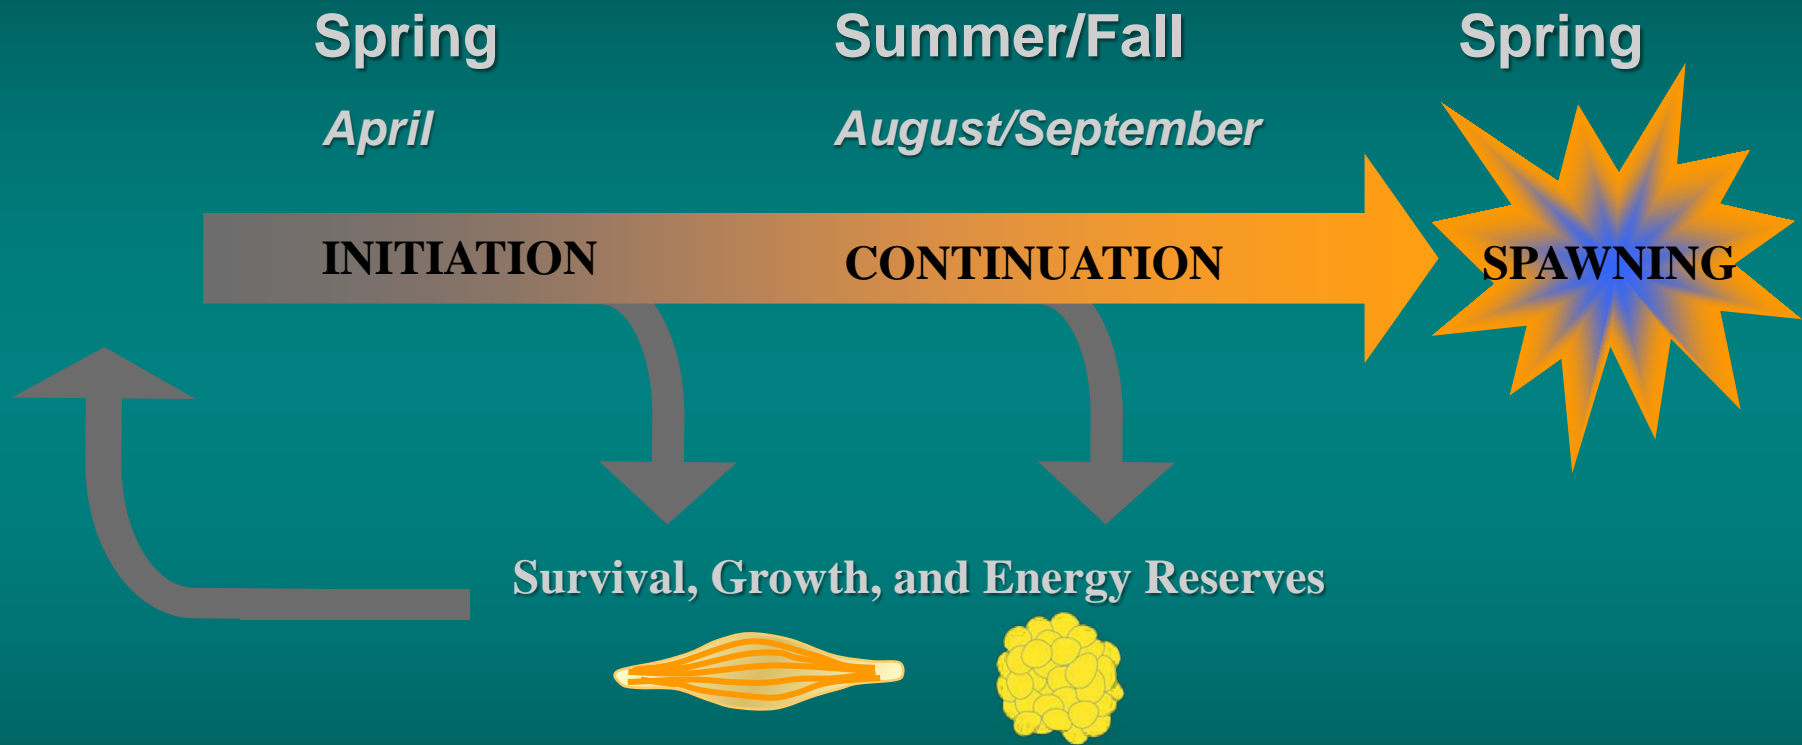 Spring
Summer/Fall
Spring
April
August/September
INITIATION
CONTINUATION
SPAWNING
Survival, Growth, and Energy Reserves